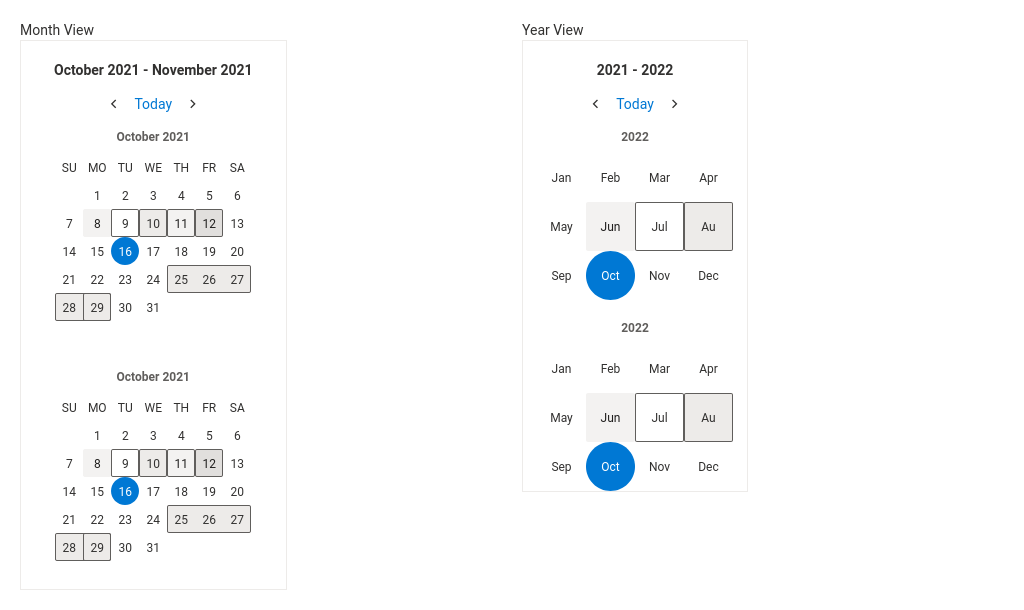 Month View
October 2021 - November 2021
Today
October 2021
SU MO TU WE TH FR SA
1 2 3 4 5 6
7 8 9 10 11 12 13
14 15 16 17 18 19 20
21 22 23 24 25 26 27
28 29 30 31
October 2021
SU MO TU WE TH FR SA
1 2 3 4 5 6
7 8 9 10 11 12 13
14 15 16 17 18 19 20
21 22 23 24 25 26 27
28 29 30 31
Year View
2021 - 2022
Today
2022
Jan Feb Mar Apr
May Jun Jul Au
Sep Oct Nov Dec
2022
Jan Feb Mar Apr
May Jun Jul Au
Sep Oct Nov Dec